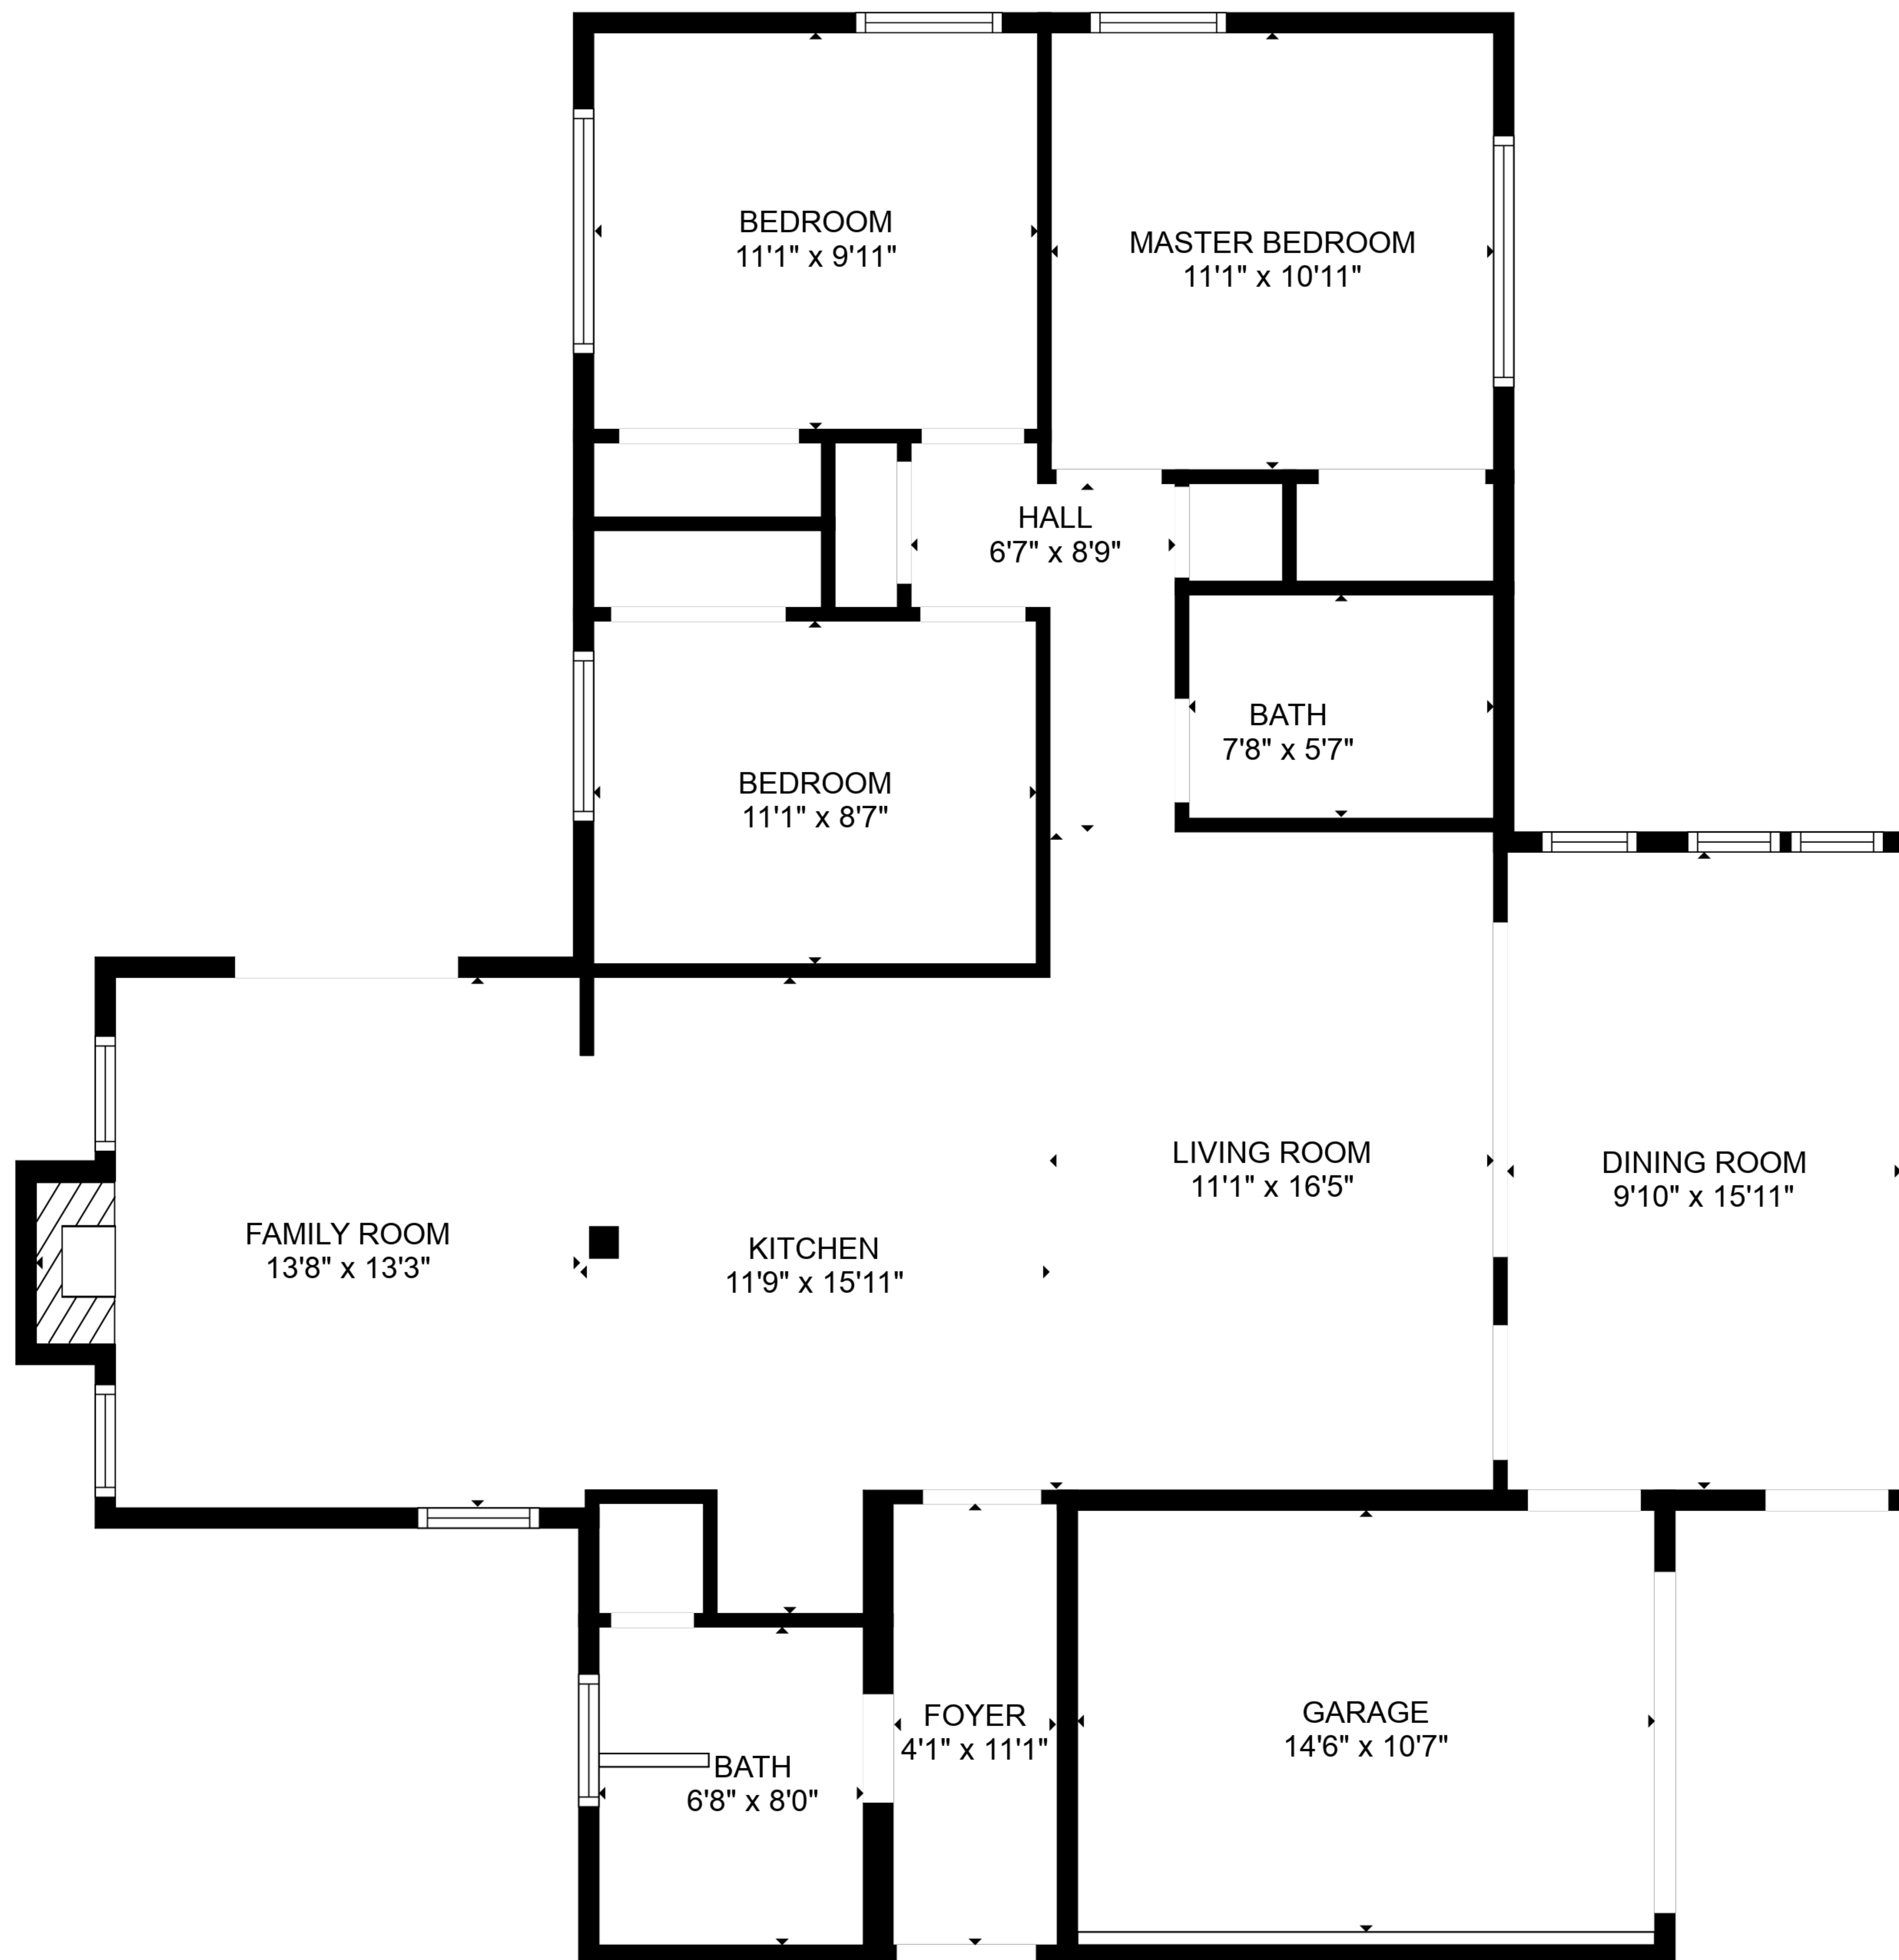 BEDROOM
11'1" x 9'11"
MASTER BEDROOM
11'1" x 10'11"
HALL
6'7" x 8'9"
BATH
7'8" x 5'7"
BEDROOM
11'1" x 8'7"
LIVING ROOM
11'1" x 16'5"
DINING ROOM
9'10" x 15'11"
FAMILY ROOM
13'8" x 13'3"
KITCHEN
11'9" x 15'11"
FOYER
4'1" x 11'1"
GARAGE
14'6" x 10'7"
BATH
6'8" x 8'0"